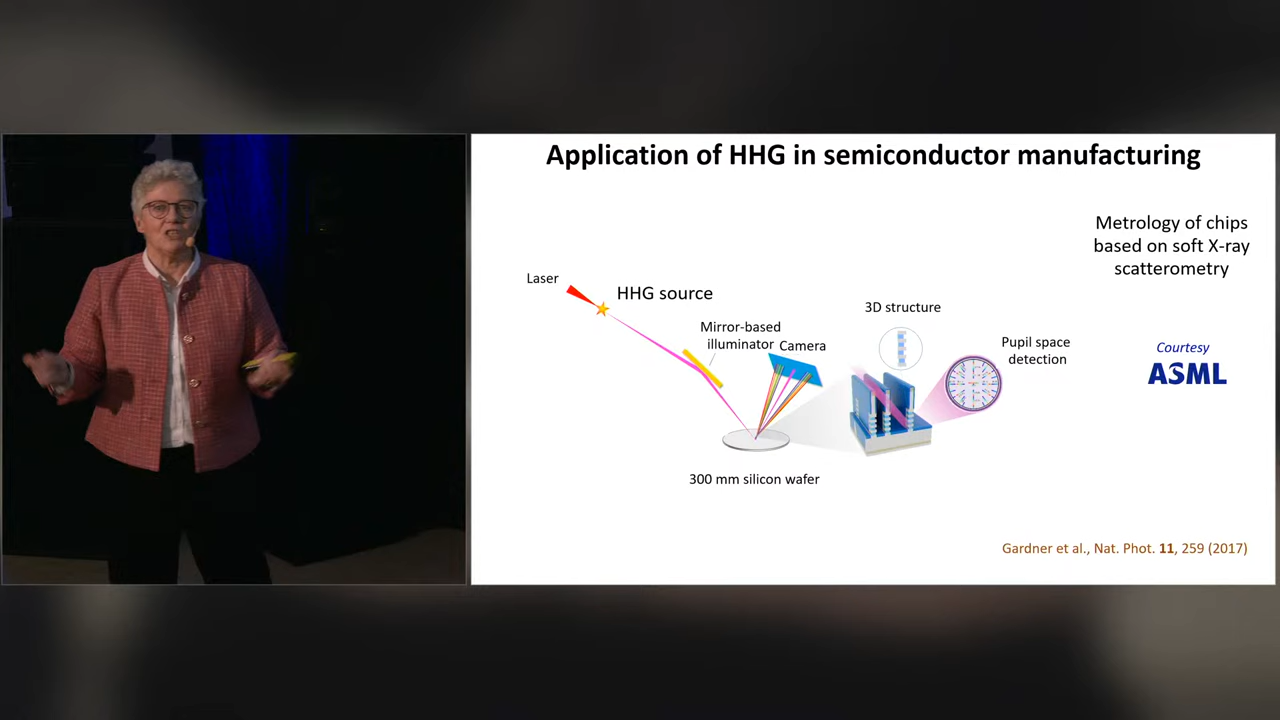 Application of HHG in semiconductor manufacturing
Metrology of chips
based on soft X-ray
scatterometry
Laser
HHG source
Mirror-based
illuminator
Camera
3D structure
Pupil space
detection
Courtesy
ASML
300 mm silicon wafer
Gardner et al., Nat. Phot. 11, 259 (2017)